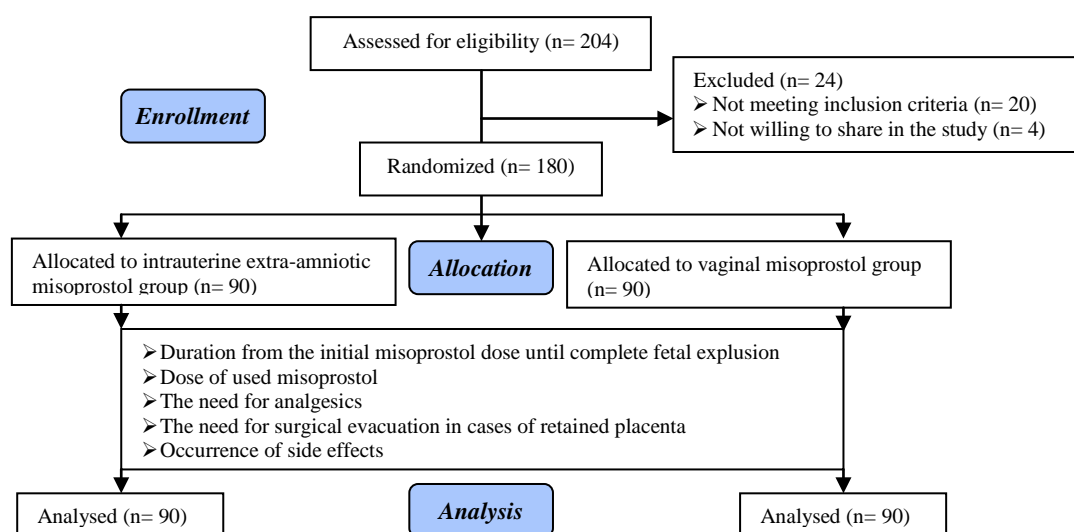 Assessed for eligibility (n= 204)
Excluded (n= 24)
➢ Not meeting inclusion criteria (n= 20)
➢ Not willing to share in the study (n= 4)
Enrollment
Randomized (n= 180)
Allocated to intrauterine extra-amniotic
misoprostol group (n= 90)
Allocation
Allocated to vaginal misoprostol group
(n= 90)
➢Duration from the initial misoprostol dose until complete fetal explusion
➢Dose of used misoprostol
➢The need for analgesics
➢The need for surgical evacuation in cases of retained placenta
➢Occurrence of side effects
Analysed (n= 90)
Analysis
Analysed (n= 90)